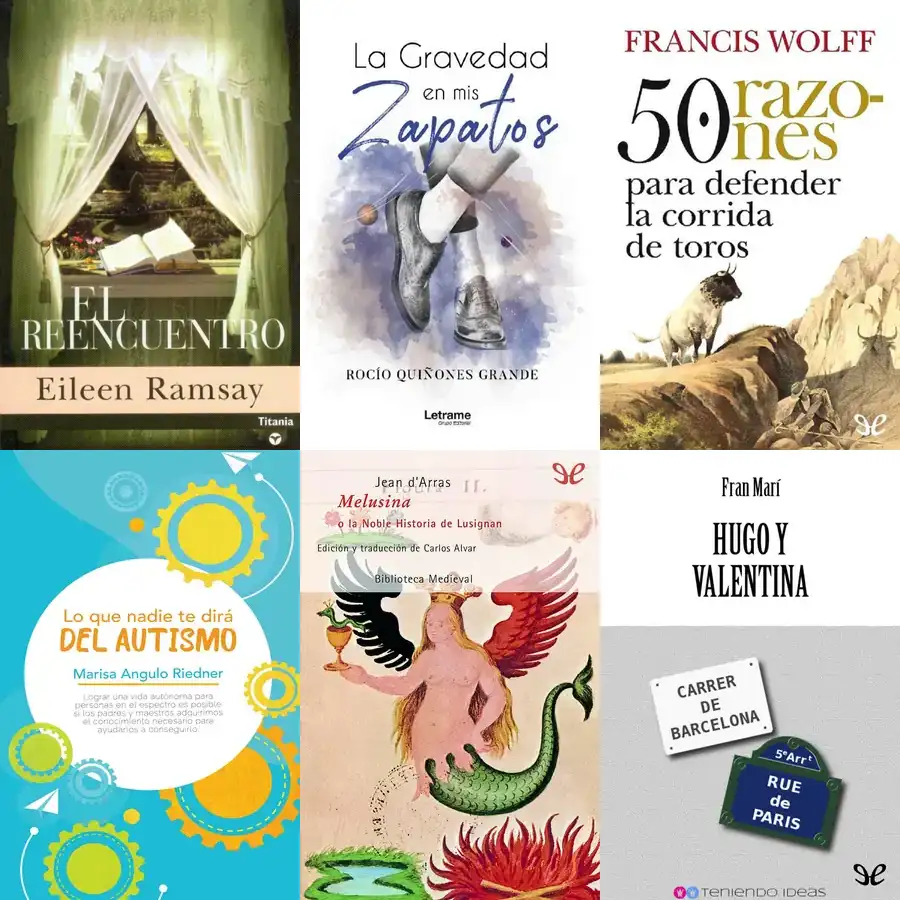 EL
REENCUENTRO
Eileen Ramsay
Titania
La Gravedad
en mis
Zapatos
ROCÍO QUIÑONES GRANDE
Letrame
Grupo Editorial
FRANCIS WOLFF
50 razo-
nes
para defender
la corrida
de toros
Lo que nadie te dirá
DEL AUTISMO
Marisa Angulo Riedner
Lograr una vida autónoma para
personas en el espectro es posible
si los padres y maestros adquirimos
el conocimiento necesario para
ayudarlos a conseguirlo.
Jean d'Arras
Melusina
o la Noble Historia de Lusignan
Edición y traducción de Carlos Alvar
Biblioteca Medieval
Fran Marí
HUGO Y
VALENTINA
CARRER
DE
BARCELONA
5e Arrt
RUE
de
PARIS
TENIENDO IDEAS